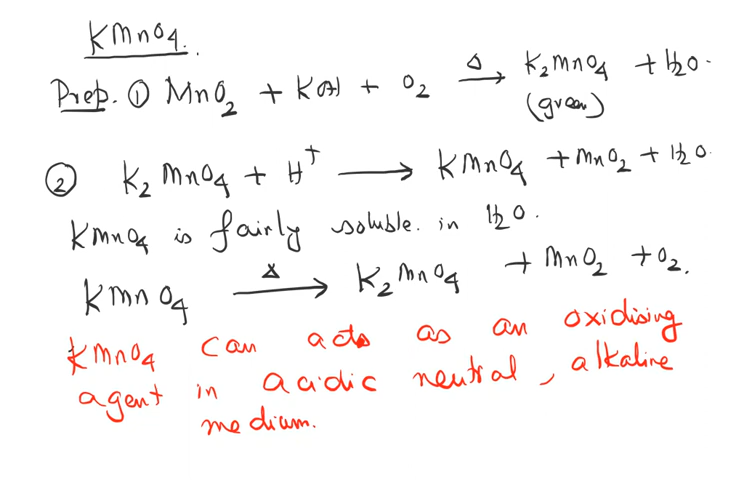 KMnO4.
Prep. ① MnO2 + KOH + O2 —Δ→ K2MnO4 + H2O.
(green)
② K2MnO4 + H+ ⟶ KMnO4 + MnO2 + H2O.
KMnO4 is fairly soluble. in H2O.
KMnO4 —Δ→ K2MnO4 + MnO2 + O2.
KMnO4 can acts as an oxidising
agent in acidic neutral, alkaline
medium.